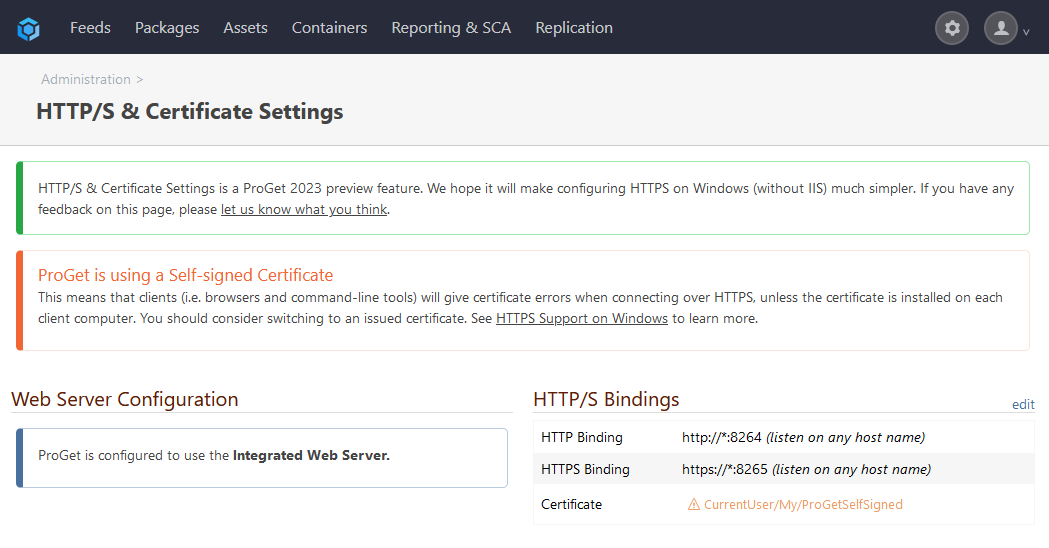 Feeds Packages Assets Containers Reporting & SCA Replication
Administration >
HTTP/S & Certificate Settings
HTTP/S & Certificate Settings is a ProGet 2023 preview feature. We hope it will make configuring HTTPS on Windows (without IIS) much simpler. If you have any
feedback on this page, please let us know what you think.
ProGet is using a Self-signed Certificate
This means that clients (i.e. browsers and command-line tools) will give certificate errors when connecting over HTTPS, unless the certificate is installed on each
client computer. You should consider switching to an issued certificate. See HTTPS Support on Windows to learn more.
Web Server Configuration
ProGet is configured to use the Integrated Web Server.
HTTP/S Bindings edit
HTTP Binding http://*:8264 (listen on any host name)
HTTPS Binding https://*:8265 (listen on any host name)
Certificate CurrentUser/My/ProGetSelfSigned